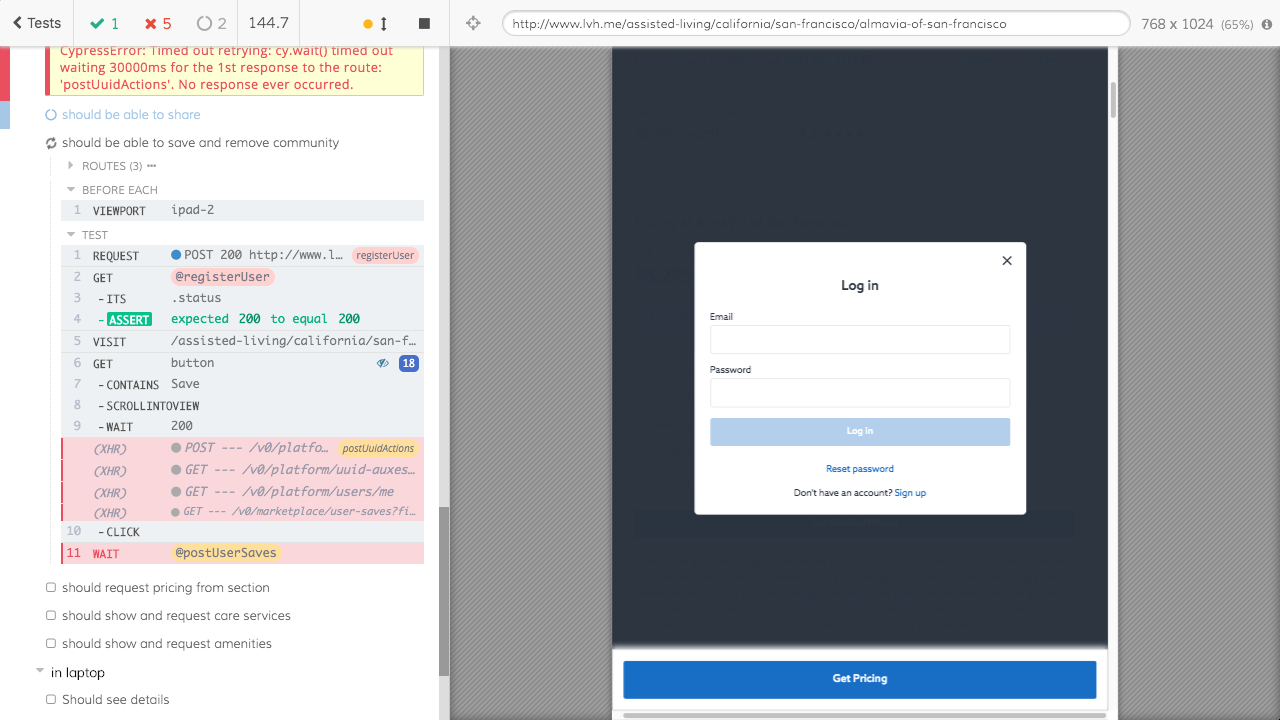 Tests
1
5
2
144.7
http://www.lvh.me/assisted-living/california/san-francisco/almavia-of-san-francisco
768 x 1024 (65%)
CypressError: Timed out retrying: cy.wait() timed out
waiting 30000ms for the 1st response to the route:
'postUuidActions'. No response ever occurred.
should be able to share
should be able to save and remove community
ROUTES (3)
BEFORE EACH
1 VIEWPORT ipad-2
TEST
1 REQUEST POST 200 http://www.l… registerUser
2 GET @registerUser
3 - ITS .status
4 - ASSERT expected 200 to equal 200
5 VISIT /assisted-living/california/san-f…
6 GET button 18
7 - CONTAINS Save
8 - SCROLLINTOVIEW
9 - WAIT 200
(XHR) POST --- /v0/platfo… postUuidActions
(XHR) GET --- /v0/platform/uuid-auxes…
(XHR) GET --- /v0/platform/users/me
(XHR) GET --- /v0/marketplace/user-saves?fi…
10 - CLICK
11 WAIT @postUserSaves
should request pricing from section
should show and request care services
should show and request amenities
in laptop
Should see details
Log in
Email
Password
Log in
Reset password
Don't have an account? Sign up
Get Pricing